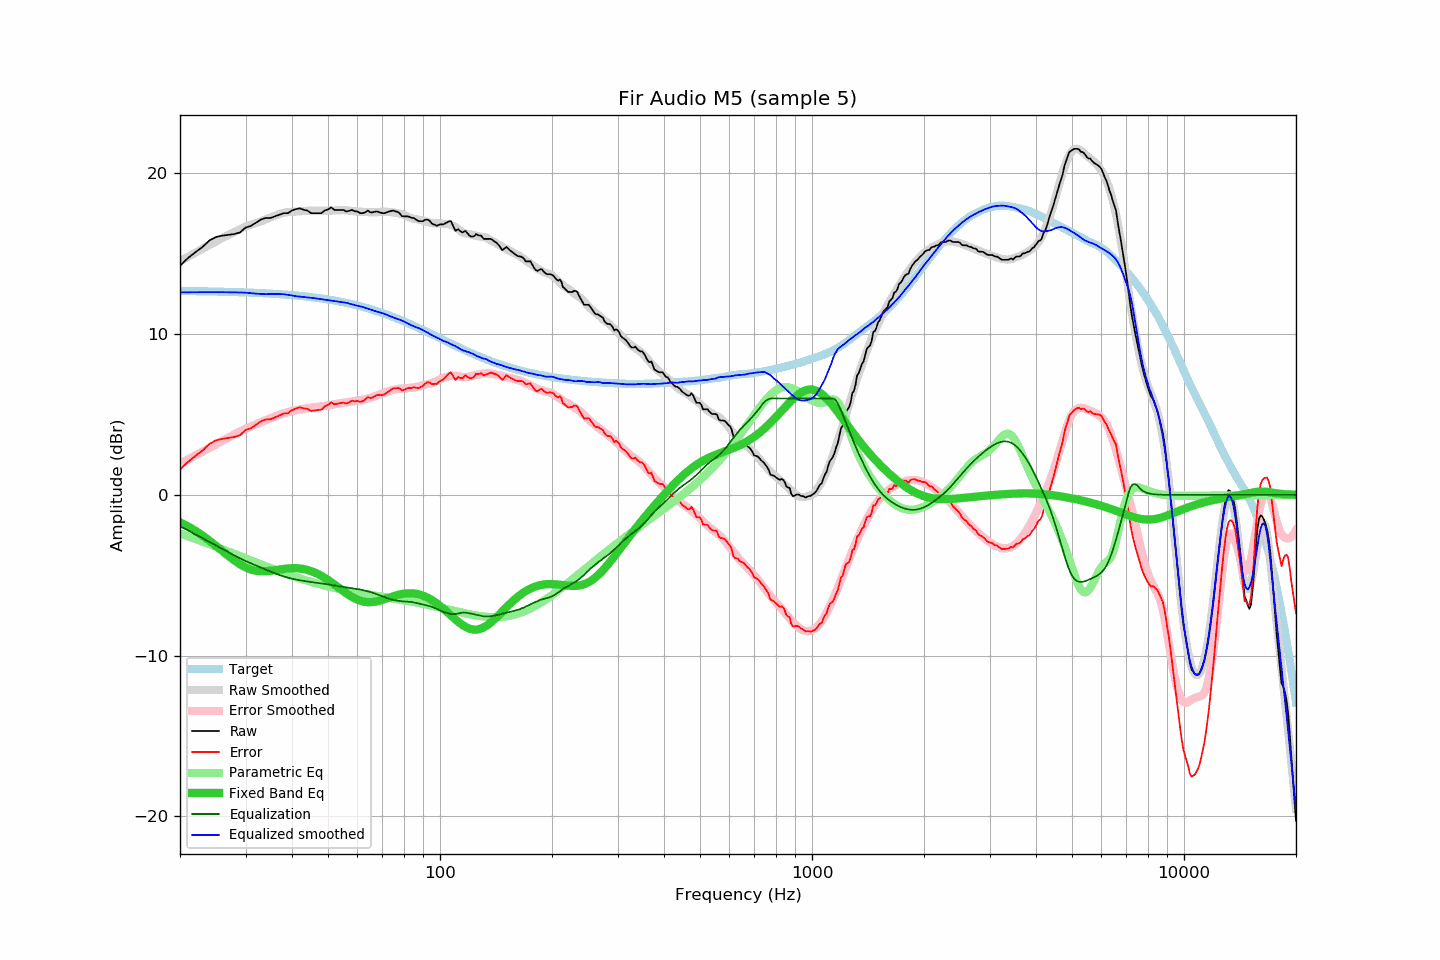 Fir Audio M5 (sample 5)
20
10
0
−10
−20
Amplitude (dBr)
100
1000
10000
Frequency (Hz)
Target
Raw Smoothed
Error Smoothed
Raw
Error
Parametric Eq
Fixed Band Eq
Equalization
Equalized smoothed